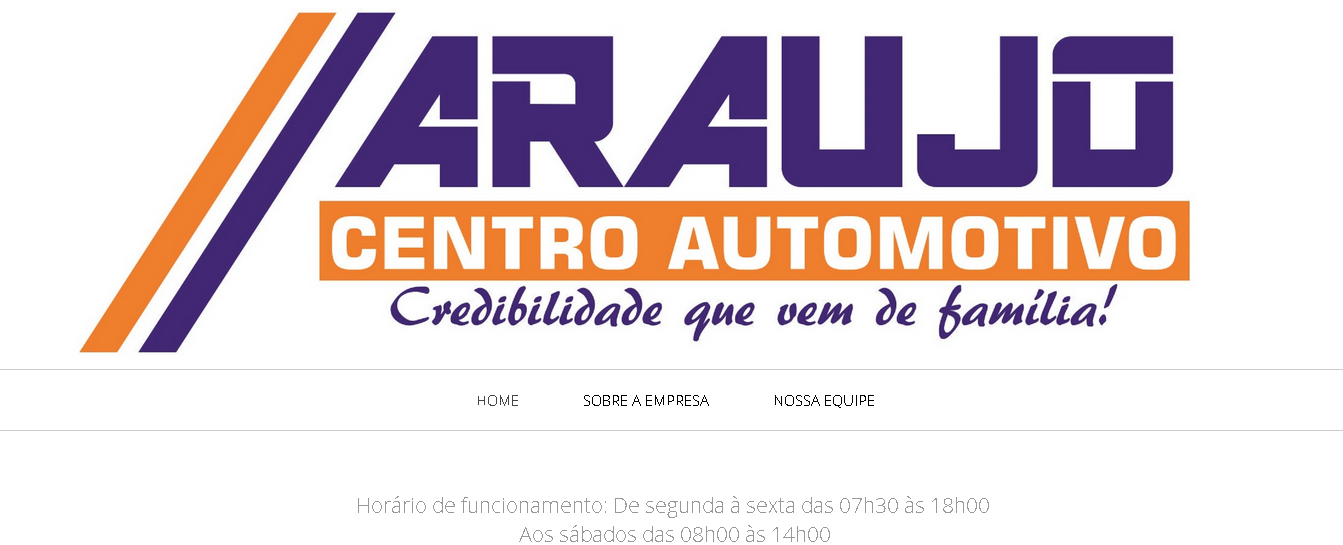 ARAUJO
CENTRO AUTOMOTIVO
Credibilidade que vem de família!
HOME SOBRE A EMPRESA NOSSA EQUIPE
Horário de funcionamento: De segunda à sexta das 07h30 às 18h00
Aos sábados das 08h00 às 14h00